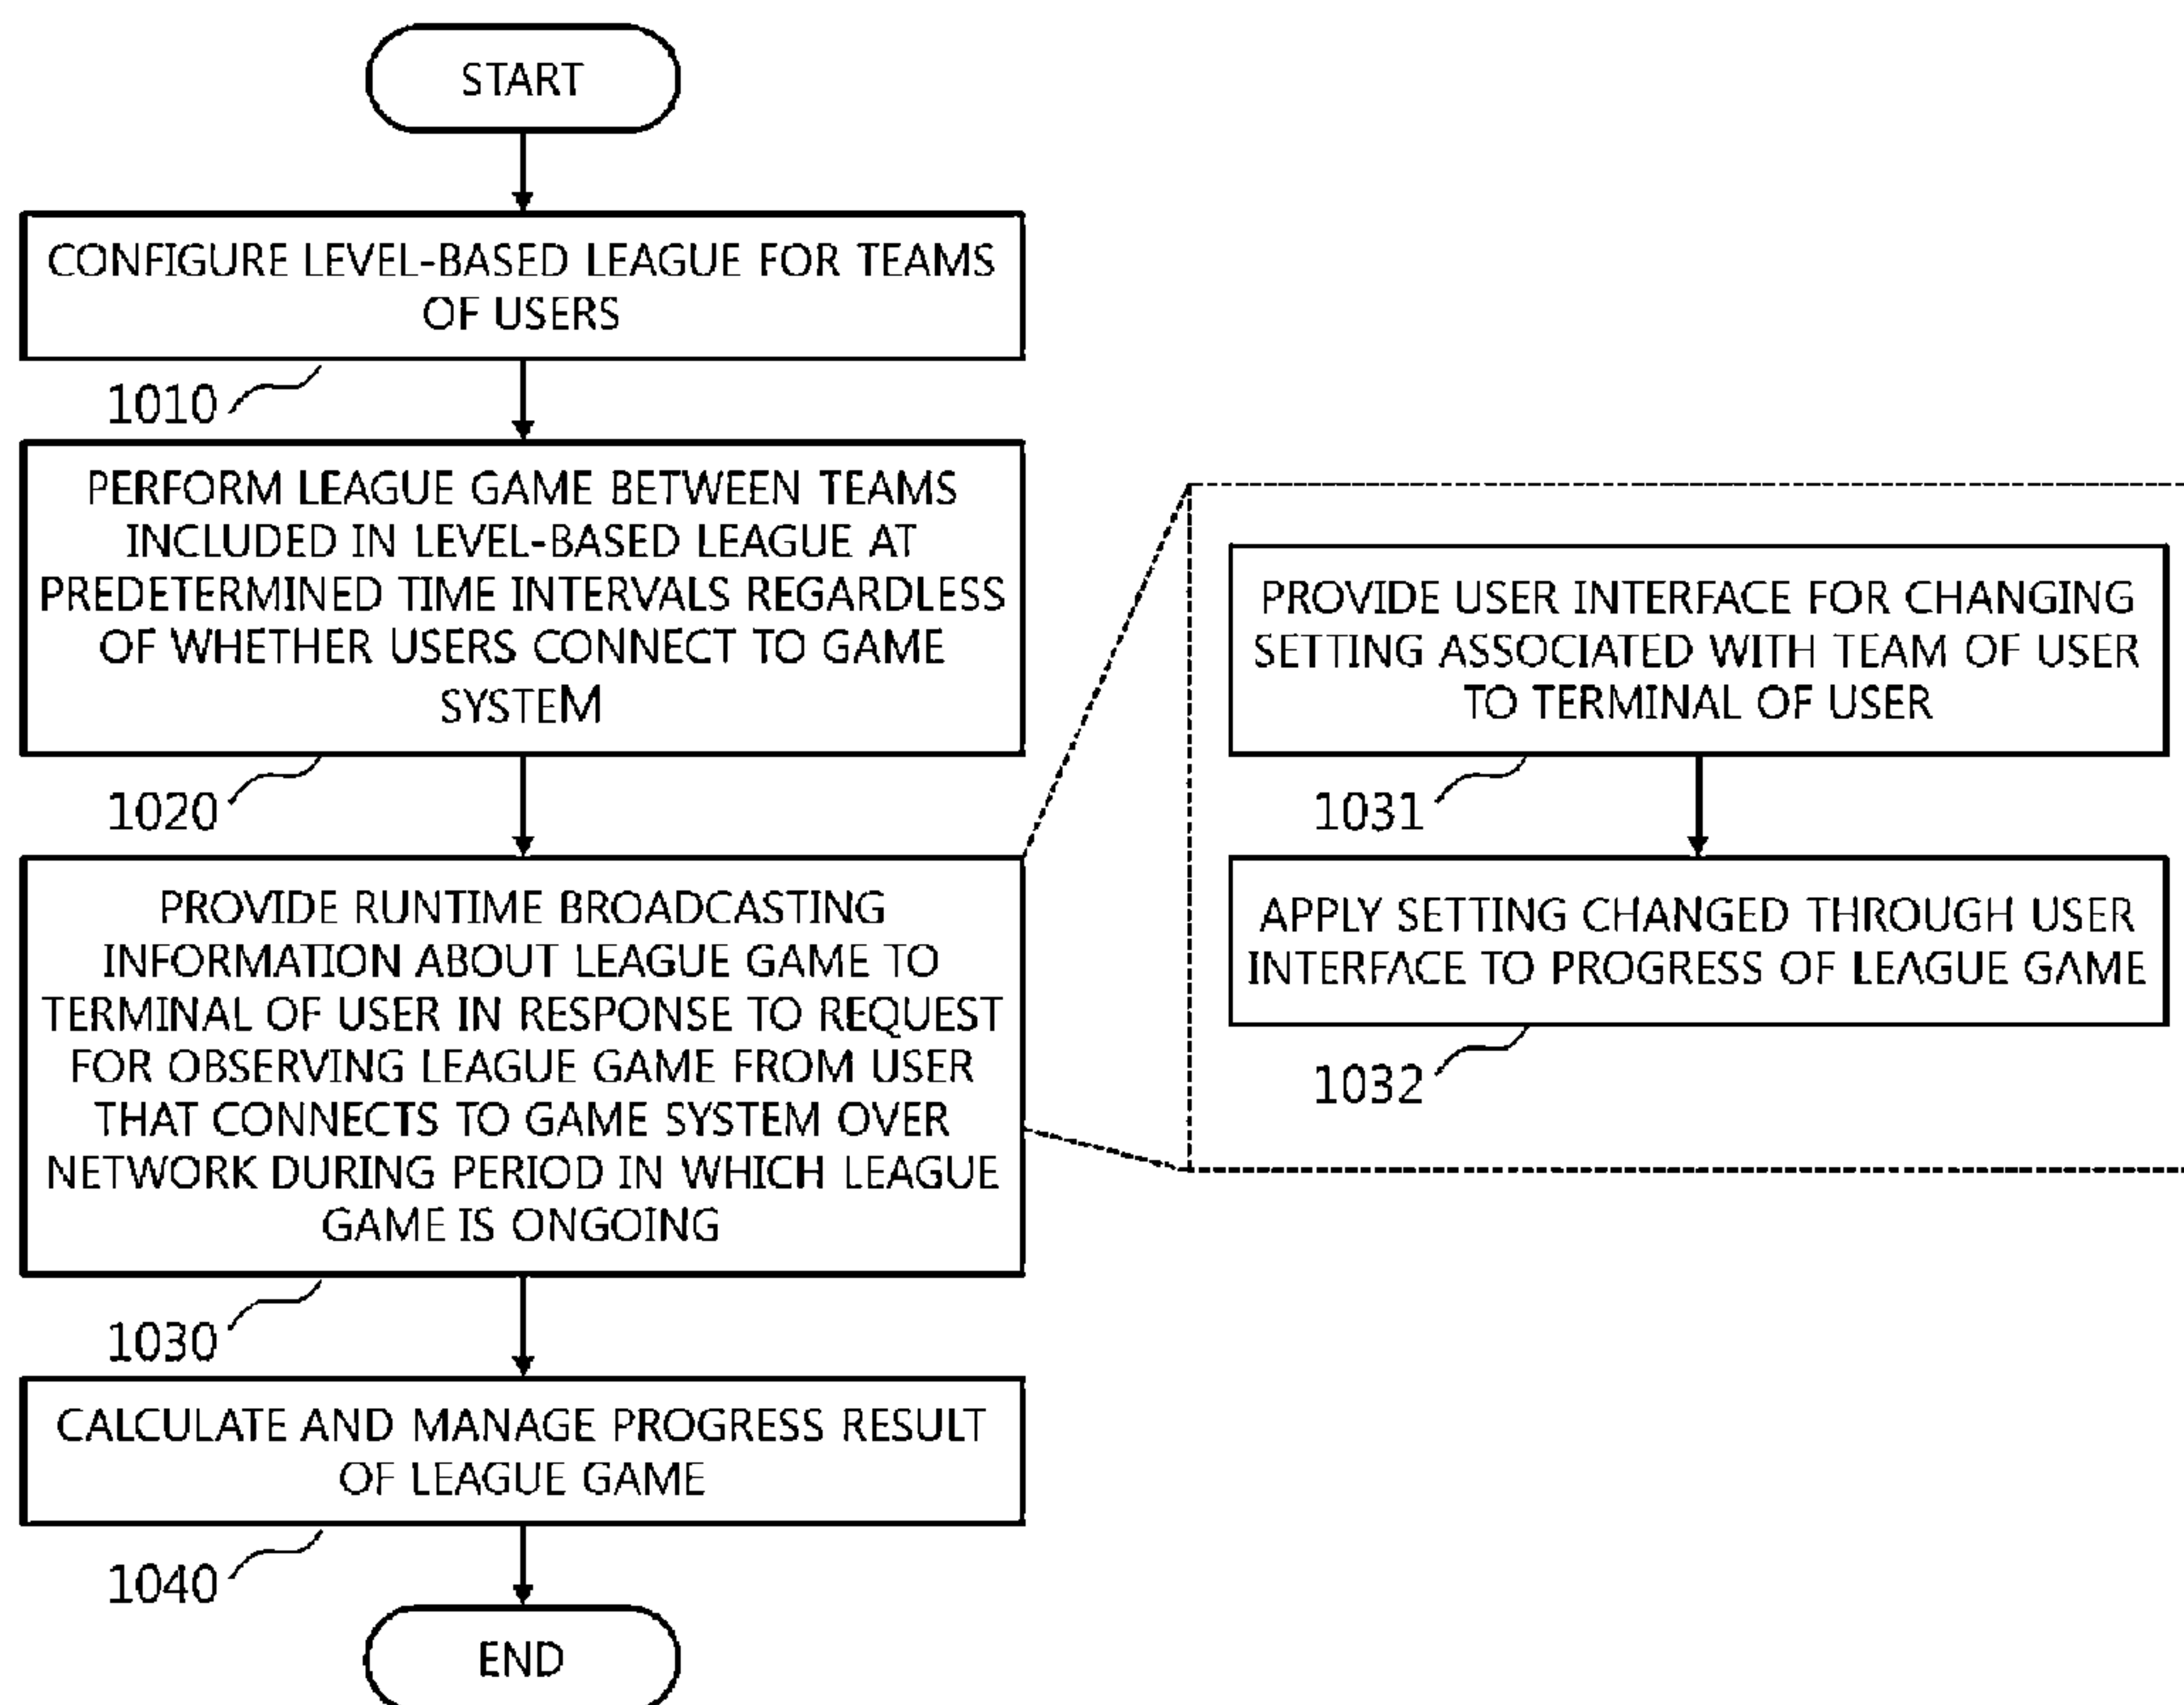 START
CONFIGURE LEVEL-BASED LEAGUE FOR TEAMS
OF USERS
1010
PERFORM LEAGUE GAME BETWEEN TEAMS
INCLUDED IN LEVEL-BASED LEAGUE AT
PREDETERMINED TIME INTERVALS REGARDLESS
OF WHETHER USERS CONNECT TO GAME
SYSTEM
1020
PROVIDE RUNTIME BROADCASTING
INFORMATION ABOUT LEAGUE GAME TO
TERMINAL OF USER IN RESPONSE TO REQUEST
FOR OBSERVING LEAGUE GAME FROM USER
THAT CONNECTS TO GAME SYSTEM OVER
NETWORK DURING PERIOD IN WHICH LEAGUE
GAME IS ONGOING
1030
PROVIDE USER INTERFACE FOR CHANGING
SETTING ASSOCIATED WITH TEAM OF USER
TO TERMINAL OF USER
1031
APPLY SETTING CHANGED THROUGH USER
INTERFACE TO PROGRESS OF LEAGUE GAME
1032
CALCULATE AND MANAGE PROGRESS RESULT
OF LEAGUE GAME
1040
END